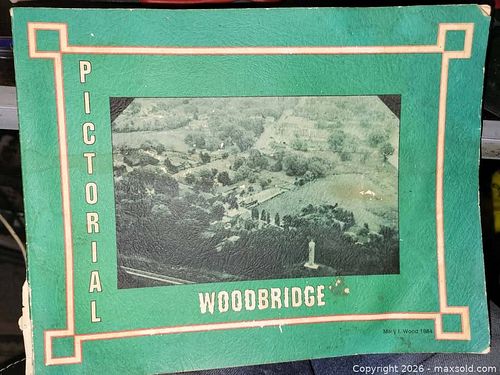 PICTORIAL
WOODBRIDGE
Mary I. Wood 1984
Copyright 2026 - maxsold.com